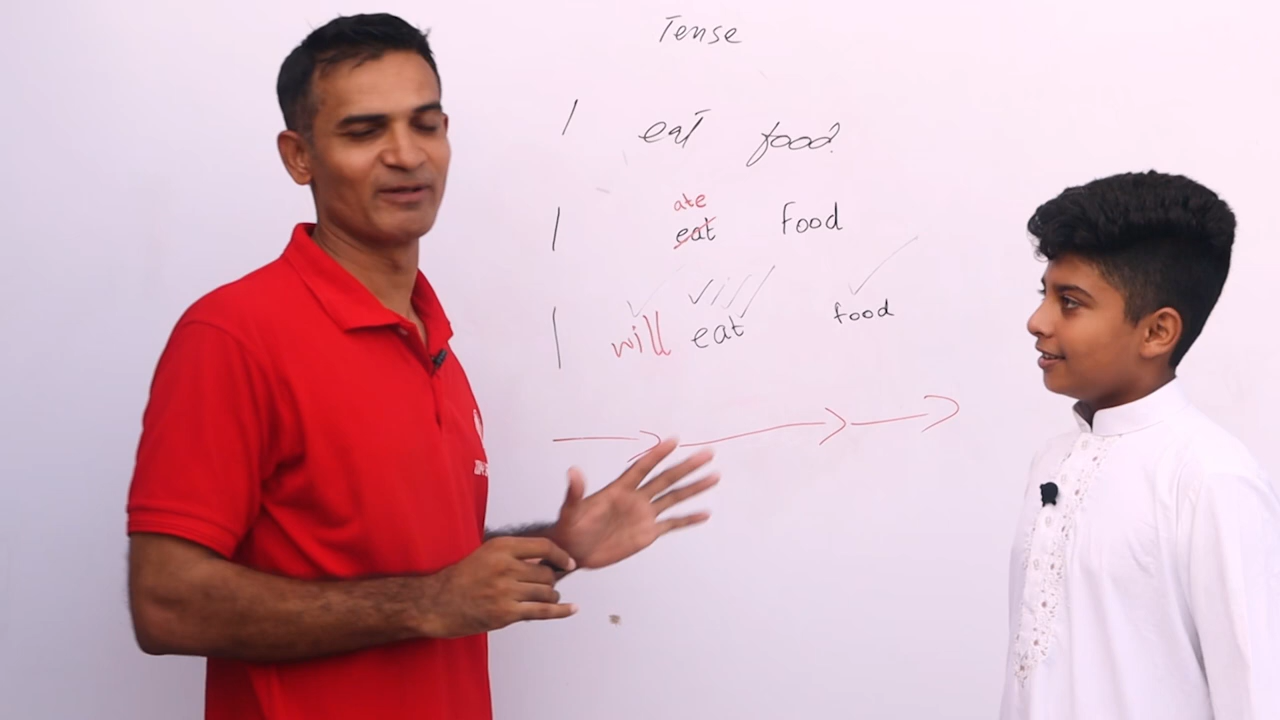 Tense
I eat food.
ate
I eat food
I will eat food